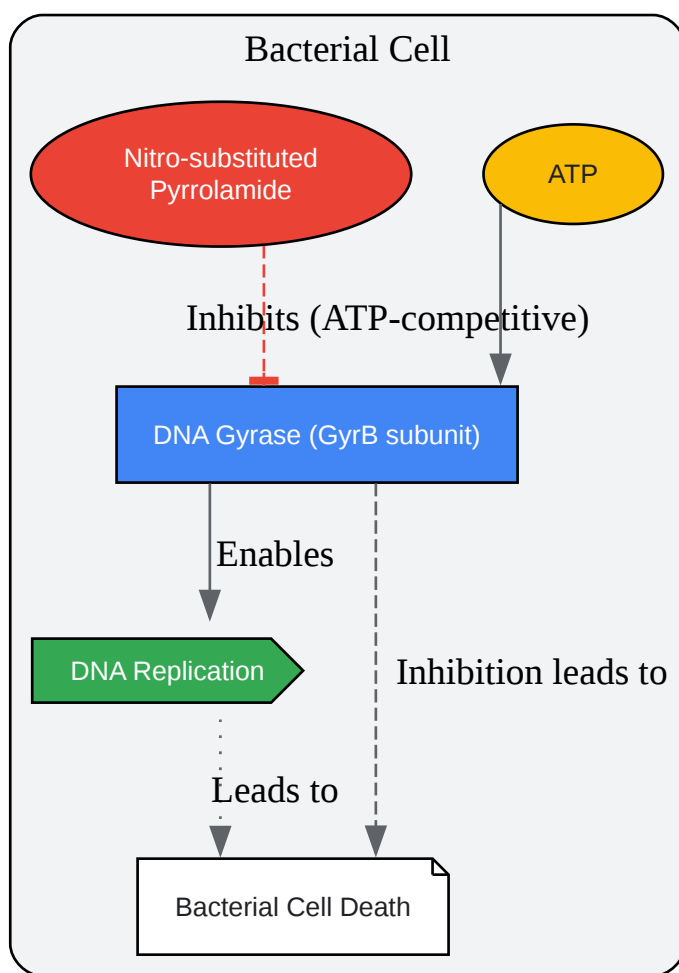 Bacterial Cell
Nitro-substituted
Pyrrolamide
ATP
Inhibits (ATP-competitive)
DNA Gyrase (GyrB subunit)
Enables
DNA Replication
Inhibition leads to
Leads to
Bacterial Cell Death